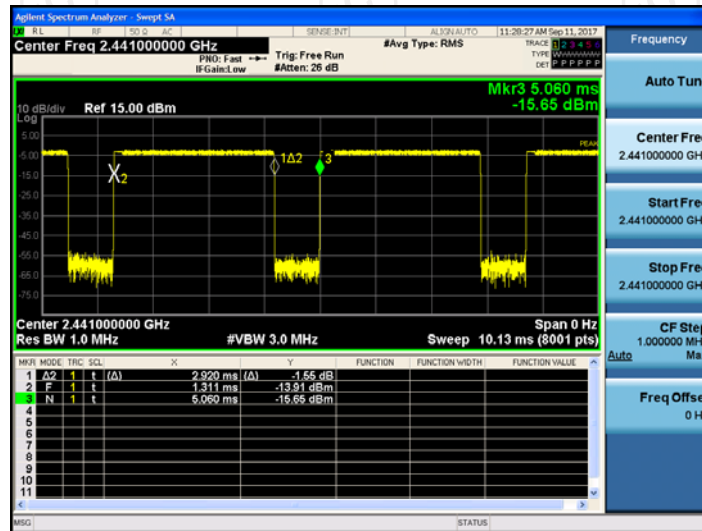 Agilent Spectrum Analyzer - Swept SA
RL RF 50 Ω AC SENSE:INT ALIGN AUTO 11:28:27 AM Sep 11, 2017
Center Freq 2.441000000 GHz #Avg Type: RMS TRACE 1 2 3 4 5 6
PNO: Fast Trig: Free Run TYPE
IFGain:Low #Atten: 26 dB DET P P P P P P
Frequency
Mkr3 5.060 ms
10 dB/div Ref 15.00 dBm -15.65 dBm
Log
5.00
-5.00
-15.0
-25.0
-35.0
-45.0
-55.0
-65.0
-75.0
PEAK
X2
1Δ2
3
Center 2.441000000 GHz Span 0 Hz
Res BW 1.0 MHz #VBW 3.0 MHz Sweep 10.13 ms (8001 pts)
MKR MODE TRC SCL X Y FUNCTION FUNCTION WIDTH FUNCTION VALUE
1 Δ2 1 t (Δ) 2.920 ms (Δ) -1.55 dB
2 F 1 t 1.311 ms -13.91 dBm
3 N 1 t 5.060 ms -15.65 dBm
4
5
6
7
8
9
10
11
MSG STATUS
Auto Tun
Center Fre
2.441000000 GH
Start Fre
2.441000000 GH
Stop Fre
2.441000000 GH
CF Step
1.000000 MH
Auto Ma
Freq Offse
0 H